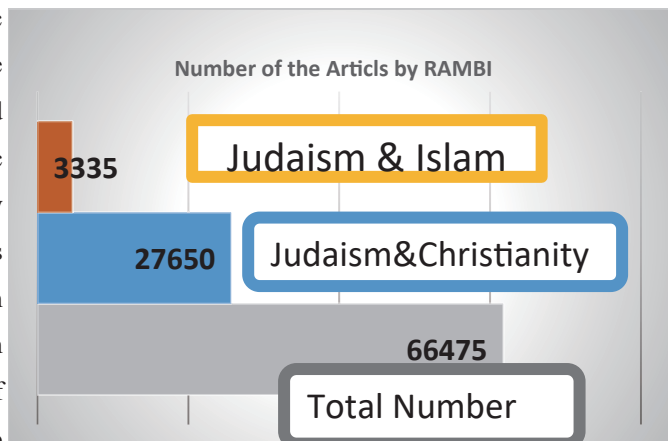 Number of the Articls by RAMBI
3335
Judaism & Islam
27650
Judaism&Christianity
66475
Total Number